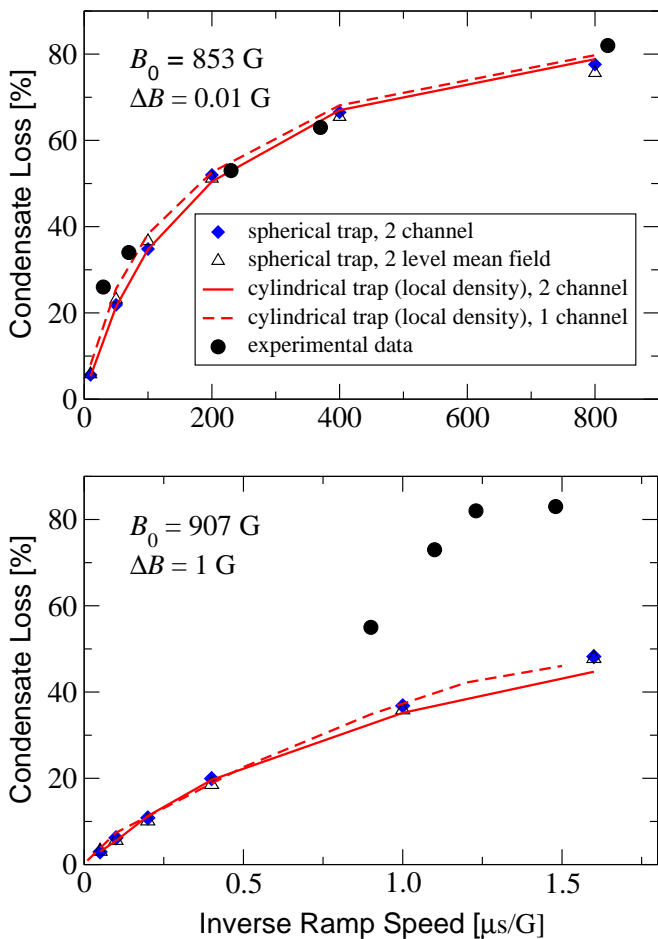 80
60
40
20
0
Condensate Loss [%]
B₀ = 853 G
ΔB = 0.01 G
spherical trap, 2 channel
spherical trap, 2 level mean field
cylindrical trap (local density), 2 channel
cylindrical trap (local density), 1 channel
experimental data
0 200 400 600 800
80
60
40
20
0
Condensate Loss [%]
B₀ = 907 G
ΔB = 1 G
0 0.5 1.0 1.5
Inverse Ramp Speed [μs/G]